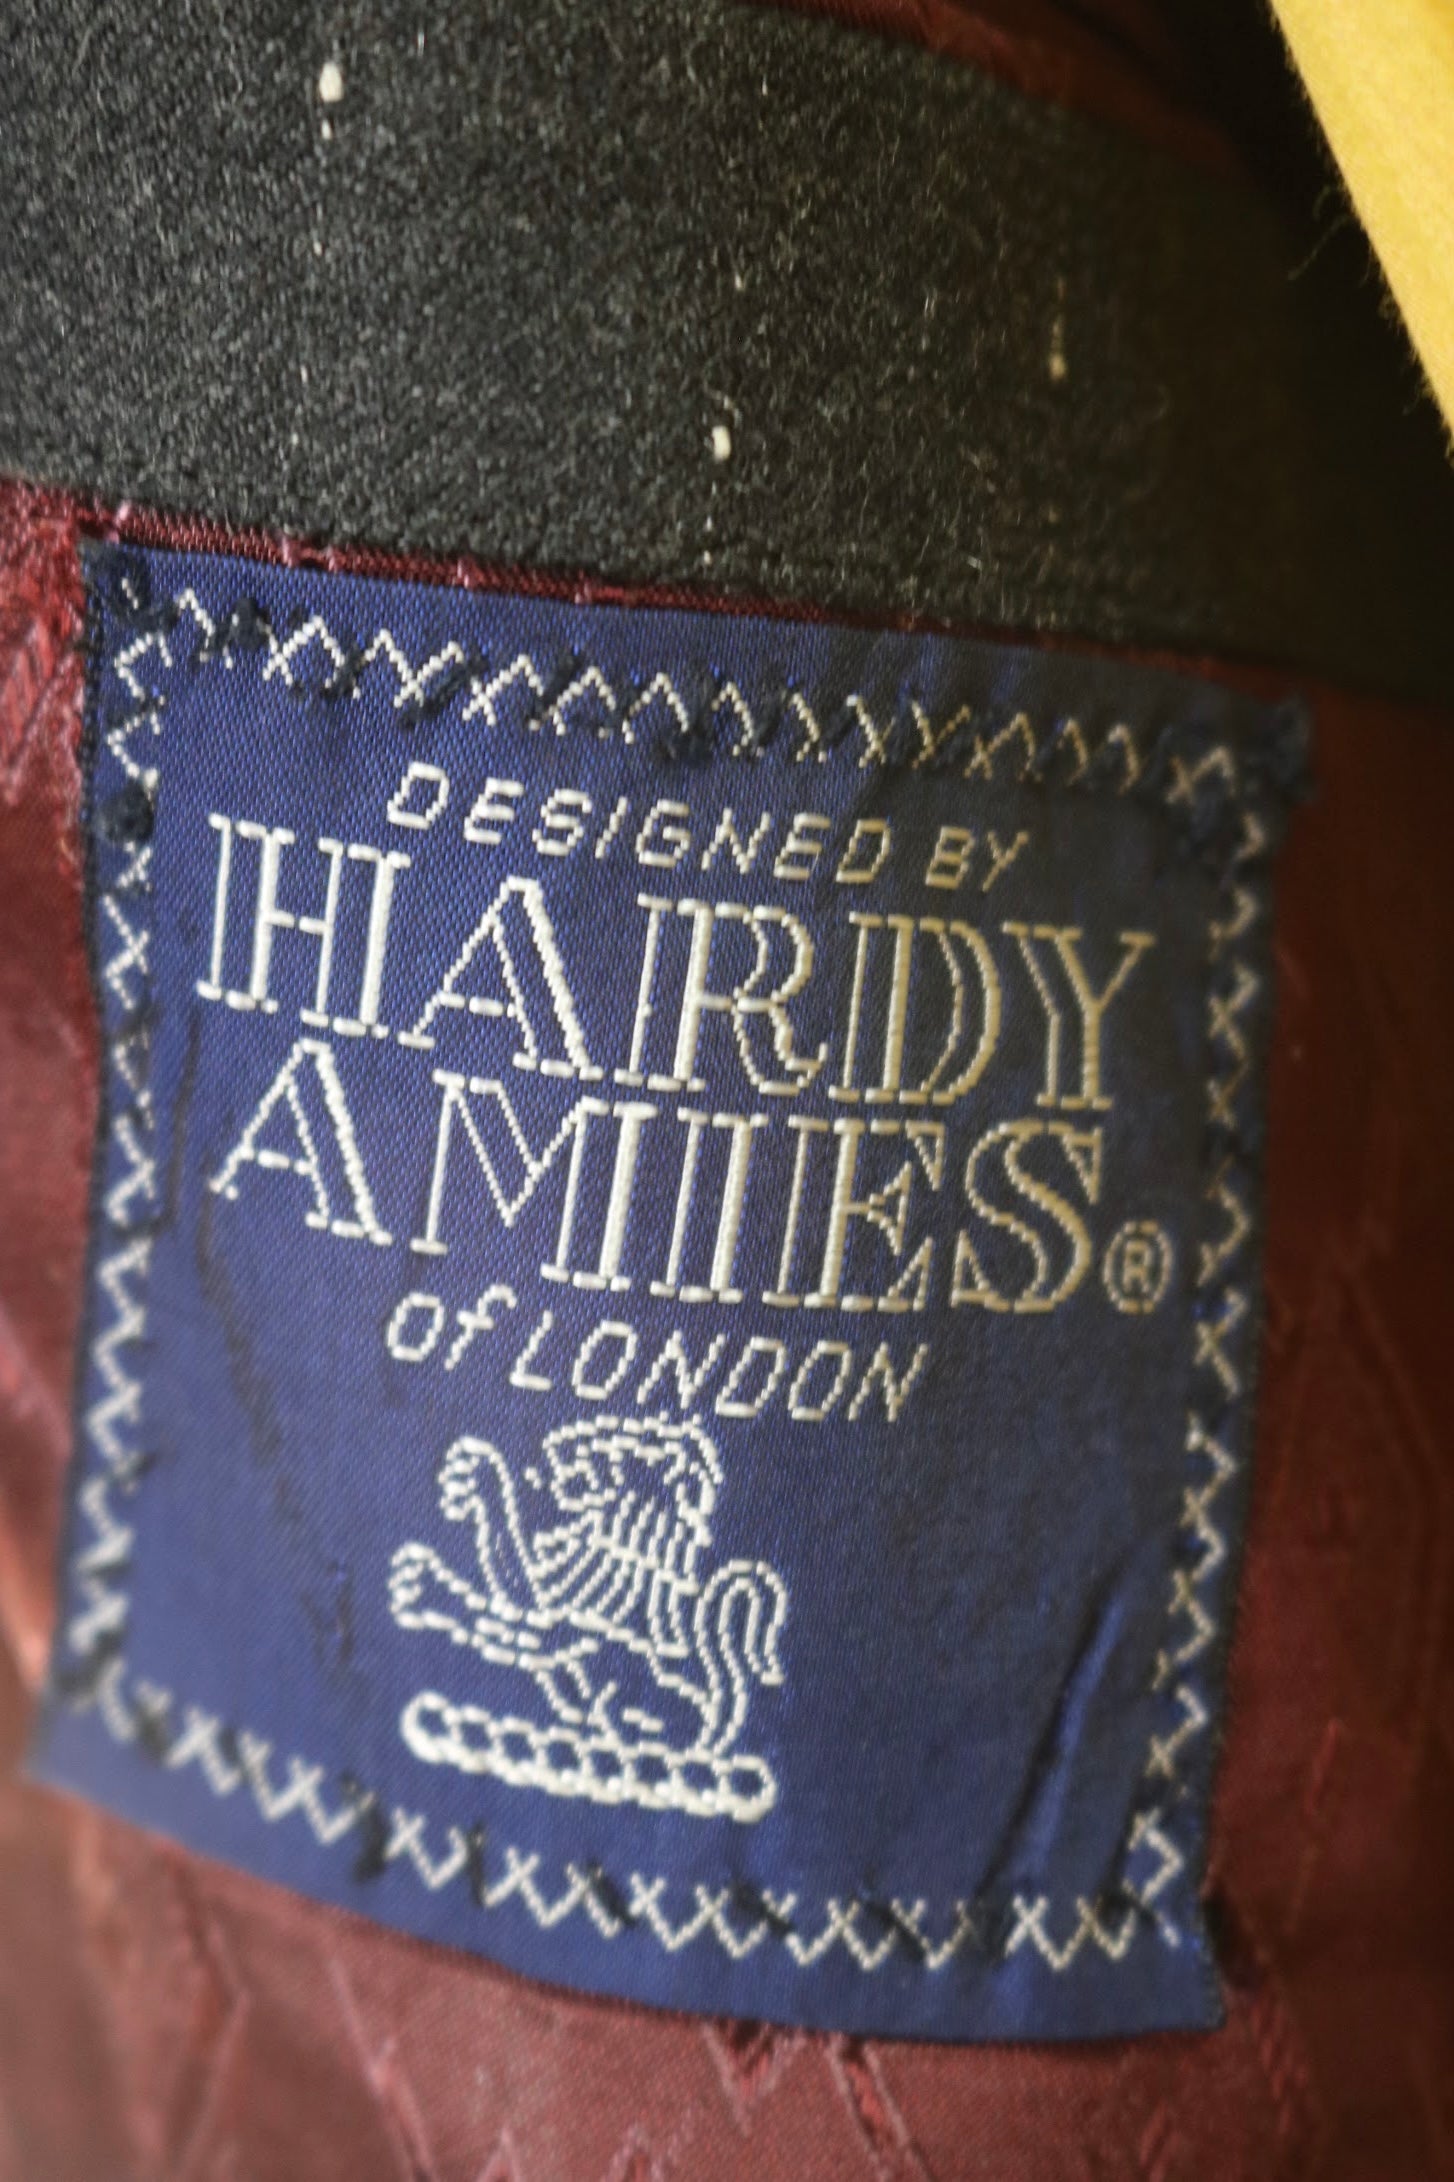 DESIGNED BY
HARDY
AMIES®
of LONDON